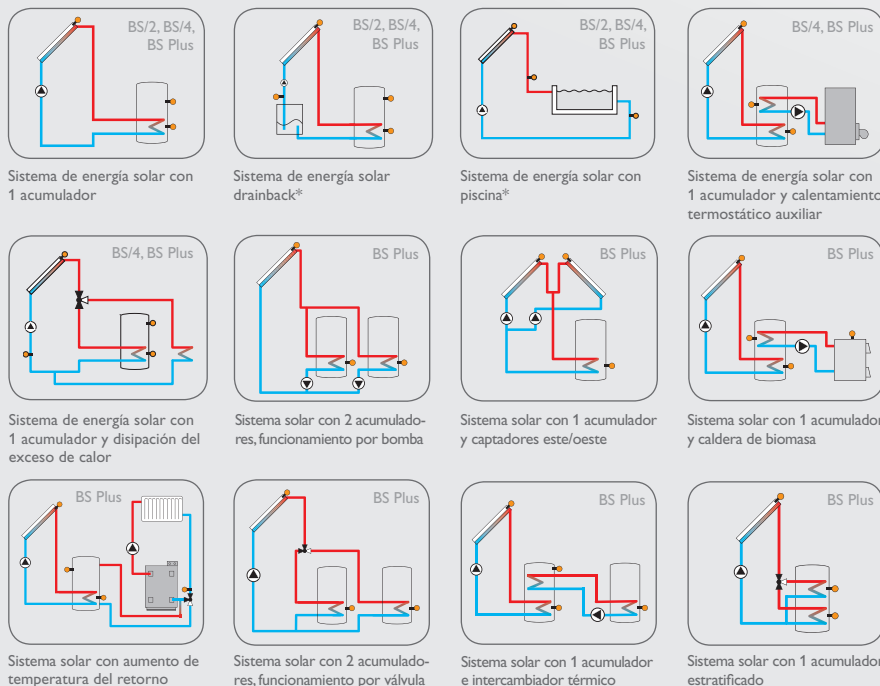 BS/2, BS/4,
BS Plus
Sistema de energía solar con
1 acumulador
BS/2, BS/4,
BS Plus
Sistema de energía solar
drainback*
BS/2, BS/4,
BS Plus
Sistema de energía solar con
piscina*
BS/4, BS Plus
Sistema de energía solar con
1 acumulador y calentamiento
termostático auxiliar
BS/4, BS Plus
Sistema de energía solar con
1 acumulador y disipación del
exceso de calor
BS Plus
Sistema solar con 2 acumulado-
res, funcionamiento por bomba
BS Plus
Sistema solar con 1 acumulador
y captadores este/oeste
BS Plus
Sistema solar con 1 acumulador
y caldera de biomasa
BS Plus
Sistema solar con aumento de
temperatura del retorno
BS Plus
Sistema solar con 2 acumulado-
res, funcionamiento por válvula
BS Plus
Sistema solar con 1 acumulador
e intercambiador térmico
BS Plus
Sistema solar con 1 acumulador
estratificado